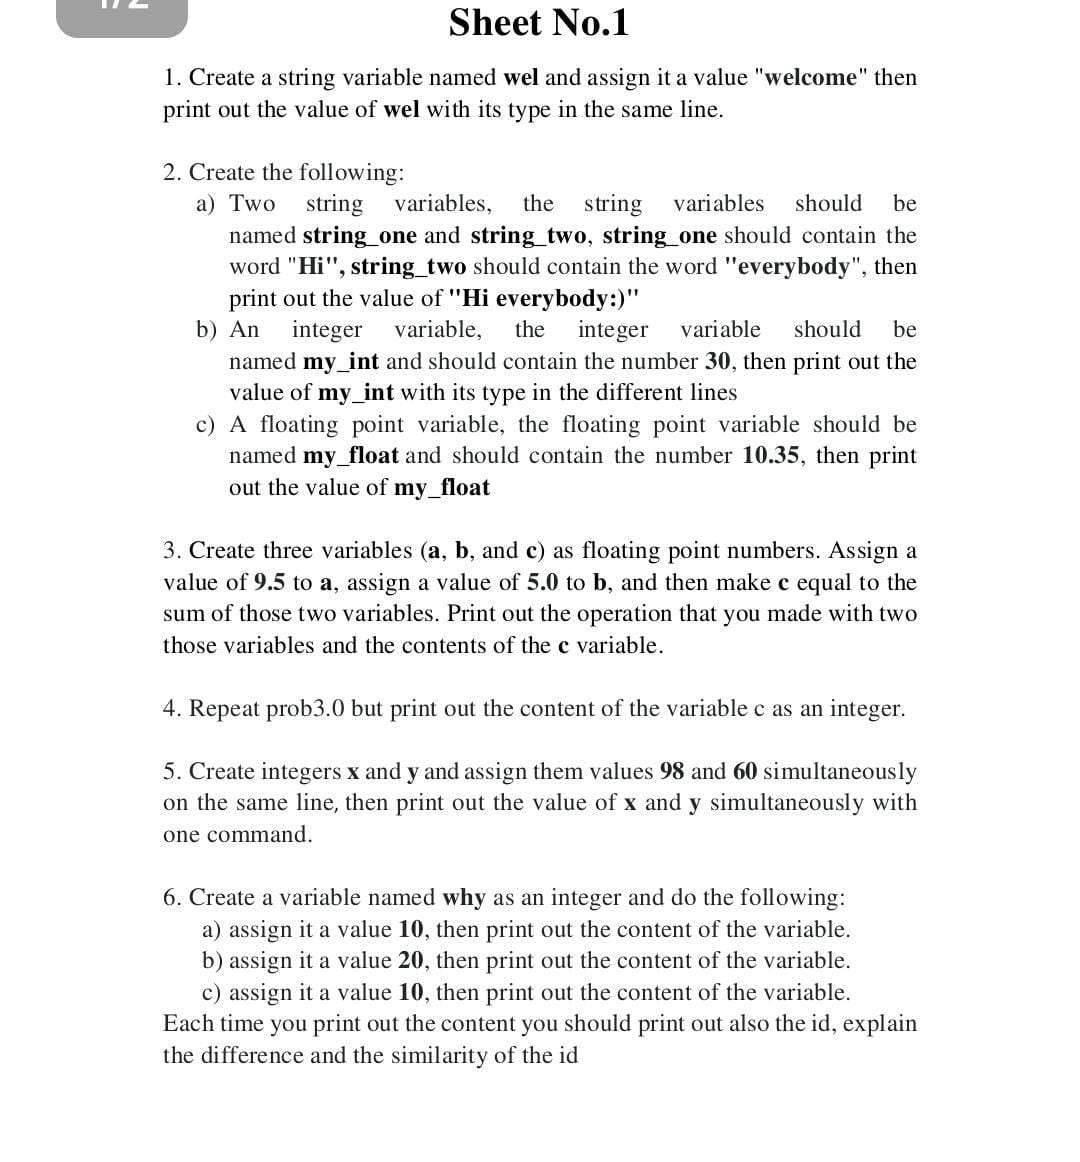 Sheet No.1
1. Create a string variable named wel and assign it a value "welcome" then
print out the value of wel with its type in the same line.
2. Create the following:
a) Two string variables, the string variables should be
named string_one and string_two, string_one should contain the
word "Hi", string_two should contain the word "everybody", then
print out the value of "Hi everybody:)"
b) An integer variable, the integer variable should be
named my_int and should contain the number 30, then print out the
value of my_int with its type in the different lines
c) A floating point variable, the floating point variable should be
named my_float and should contain the number 10.35, then print
out the value of my_float
3. Create three variables (a, b, and c) as floating point numbers. Assign a
value of 9.5 to a, assign a value of 5.0 to b, and then make c equal to the
sum of those two variables. Print out the operation that you made with two
those variables and the contents of the c variable.
4. Repeat prob3.0 but print out the content of the variable c as an integer.
5. Create integers x and y and assign them values 98 and 60 simultaneously
on the same line, then print out the value of x and y simultaneously with
one command.
6. Create a variable named why as an integer and do the following:
a) assign it a value 10, then print out the content of the variable.
b) assign it a value 20, then print out the content of the variable.
c) assign it a value 10, then print out the content of the variable.
Each time you print out the content you should print out also the id, explain
the difference and the similarity of the id